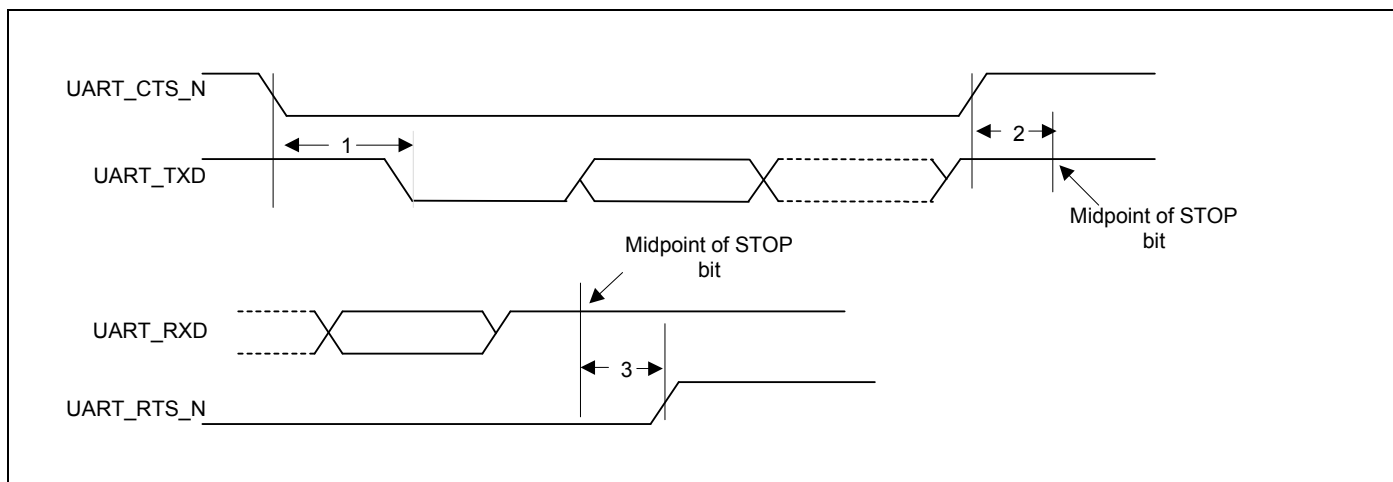 UART_CTS_N
1
2
UART_TXD
Midpoint of STOP
bit
Midpoint of STOP
bit
UART_RXD
3
UART_RTS_N